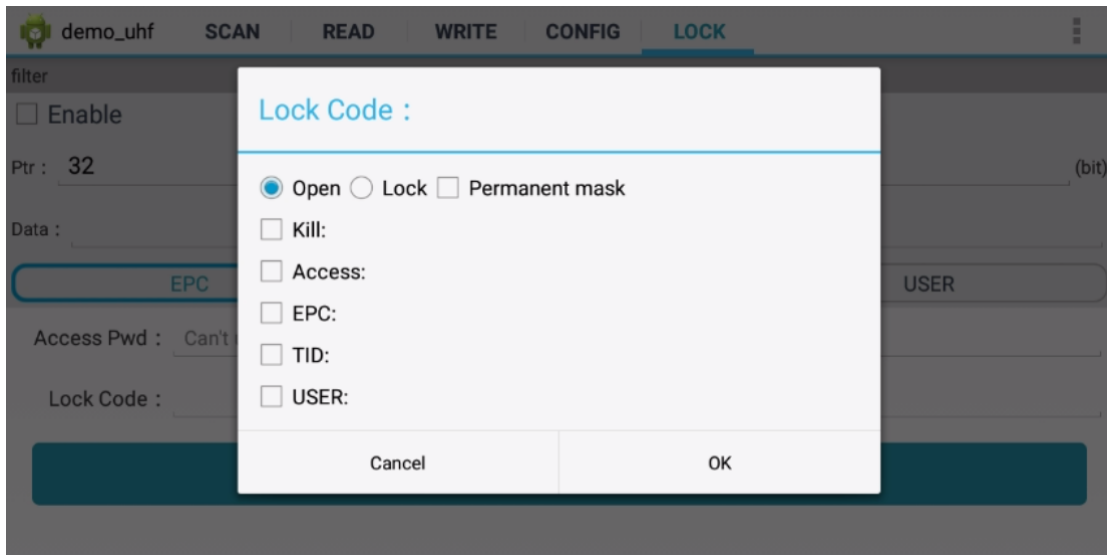 demo_uhf SCAN READ WRITE CONFIG LOCK
filter
Enable
Ptr : 32 (bit)
Data :
EPC USER
Access Pwd : Can't
Lock Code :
Lock Code :
Open Lock Permanent mask
Kill:
Access:
EPC:
TID:
USER:
Cancel OK